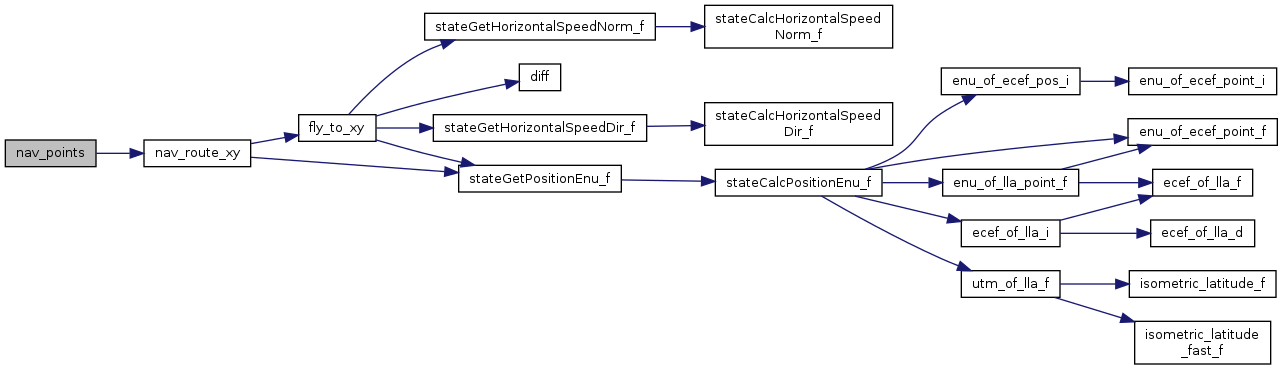 nav_points
nav_route_xy
fly_to_xy
stateGetHorizontalSpeedNorm_f
stateCalcHorizontalSpeed
Norm_f
diff
stateGetHorizontalSpeedDir_f
stateCalcHorizontalSpeed
Dir_f
stateGetPositionEnu_f
stateCalcPositionEnu_f
enu_of_ecef_pos_i
enu_of_ecef_point_i
enu_of_ecef_point_f
enu_of_lla_point_f
ecef_of_lla_f
ecef_of_lla_i
ecef_of_lla_d
utm_of_lla_f
isometric_latitude_f
isometric_latitude
_fast_f